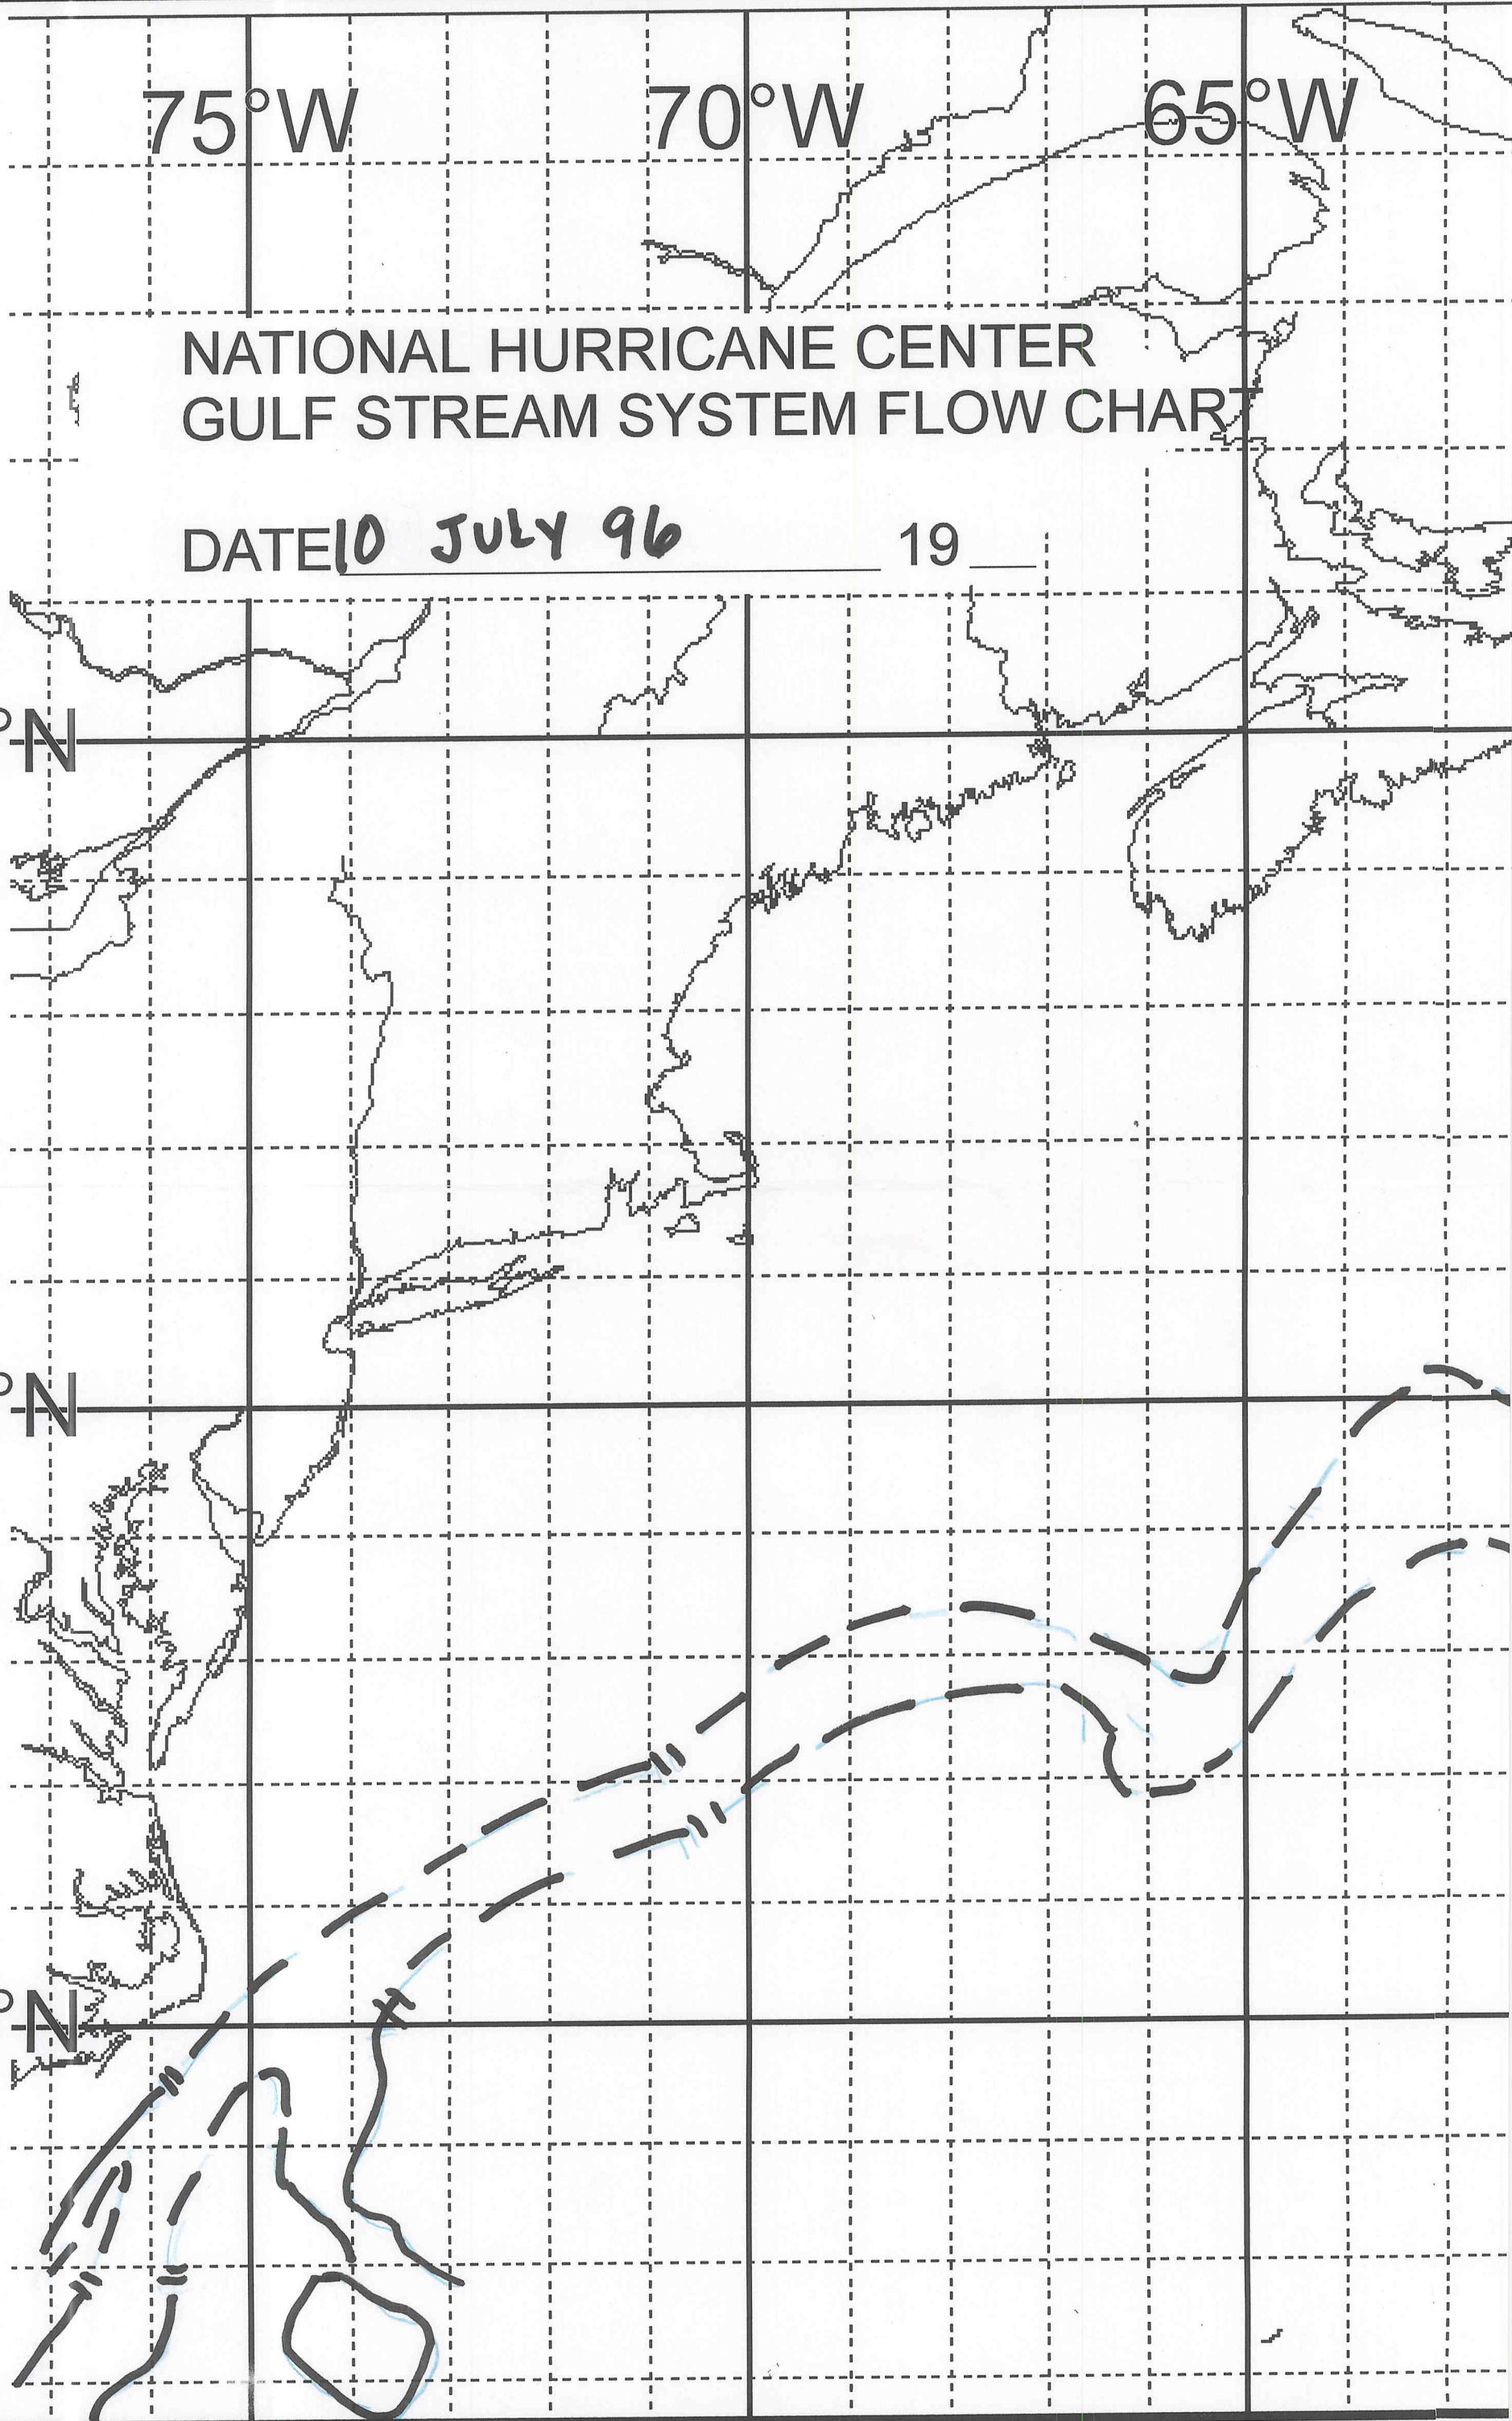 75°W 70°W 65°W
NATIONAL HURRICANE CENTER
GULF STREAM SYSTEM FLOW CHART
DATE 10 JULY 96 19
°N
°N
°N